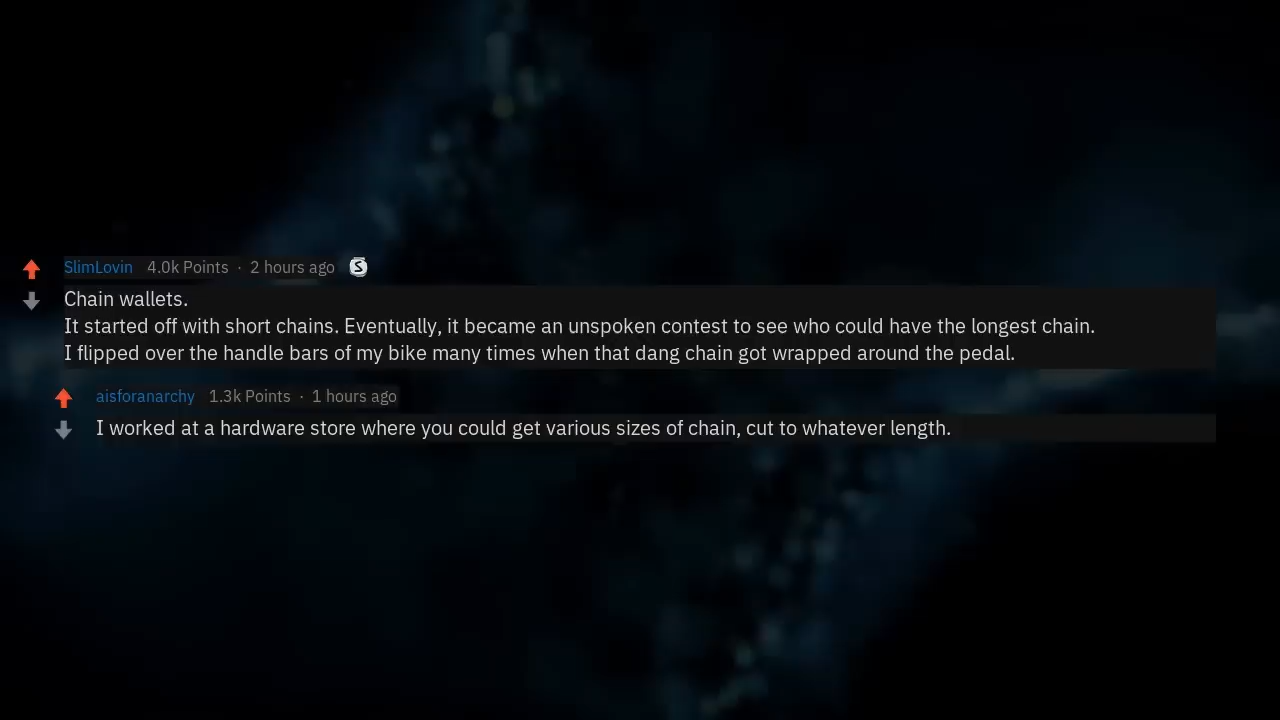 SlimLovin 4.0k Points · 2 hours ago S
Chain wallets.
It started off with short chains. Eventually, it became an unspoken contest to see who could have the longest chain.
I flipped over the handle bars of my bike many times when that dang chain got wrapped around the pedal.
aisforanarchy 1.3k Points · 1 hours ago
I worked at a hardware store where you could get various sizes of chain, cut to whatever length.